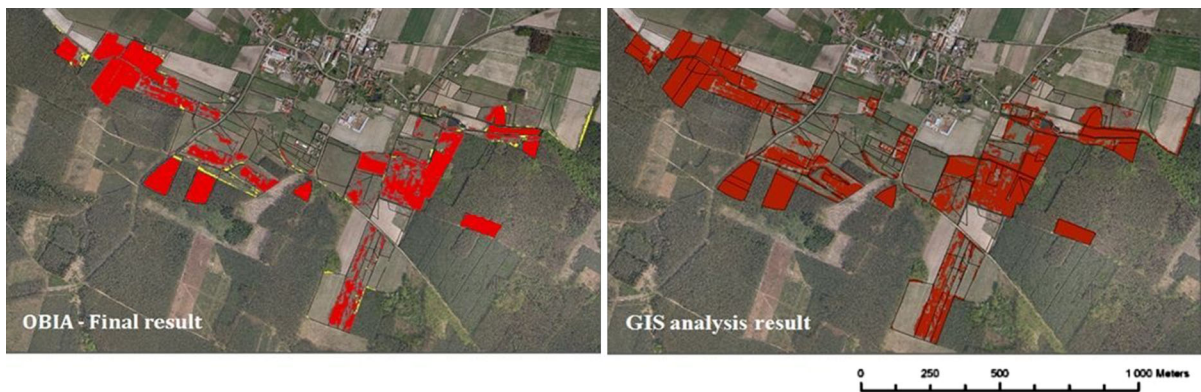 OBIA - Final result
GIS analysis result
0 250 500 1 000 Meters